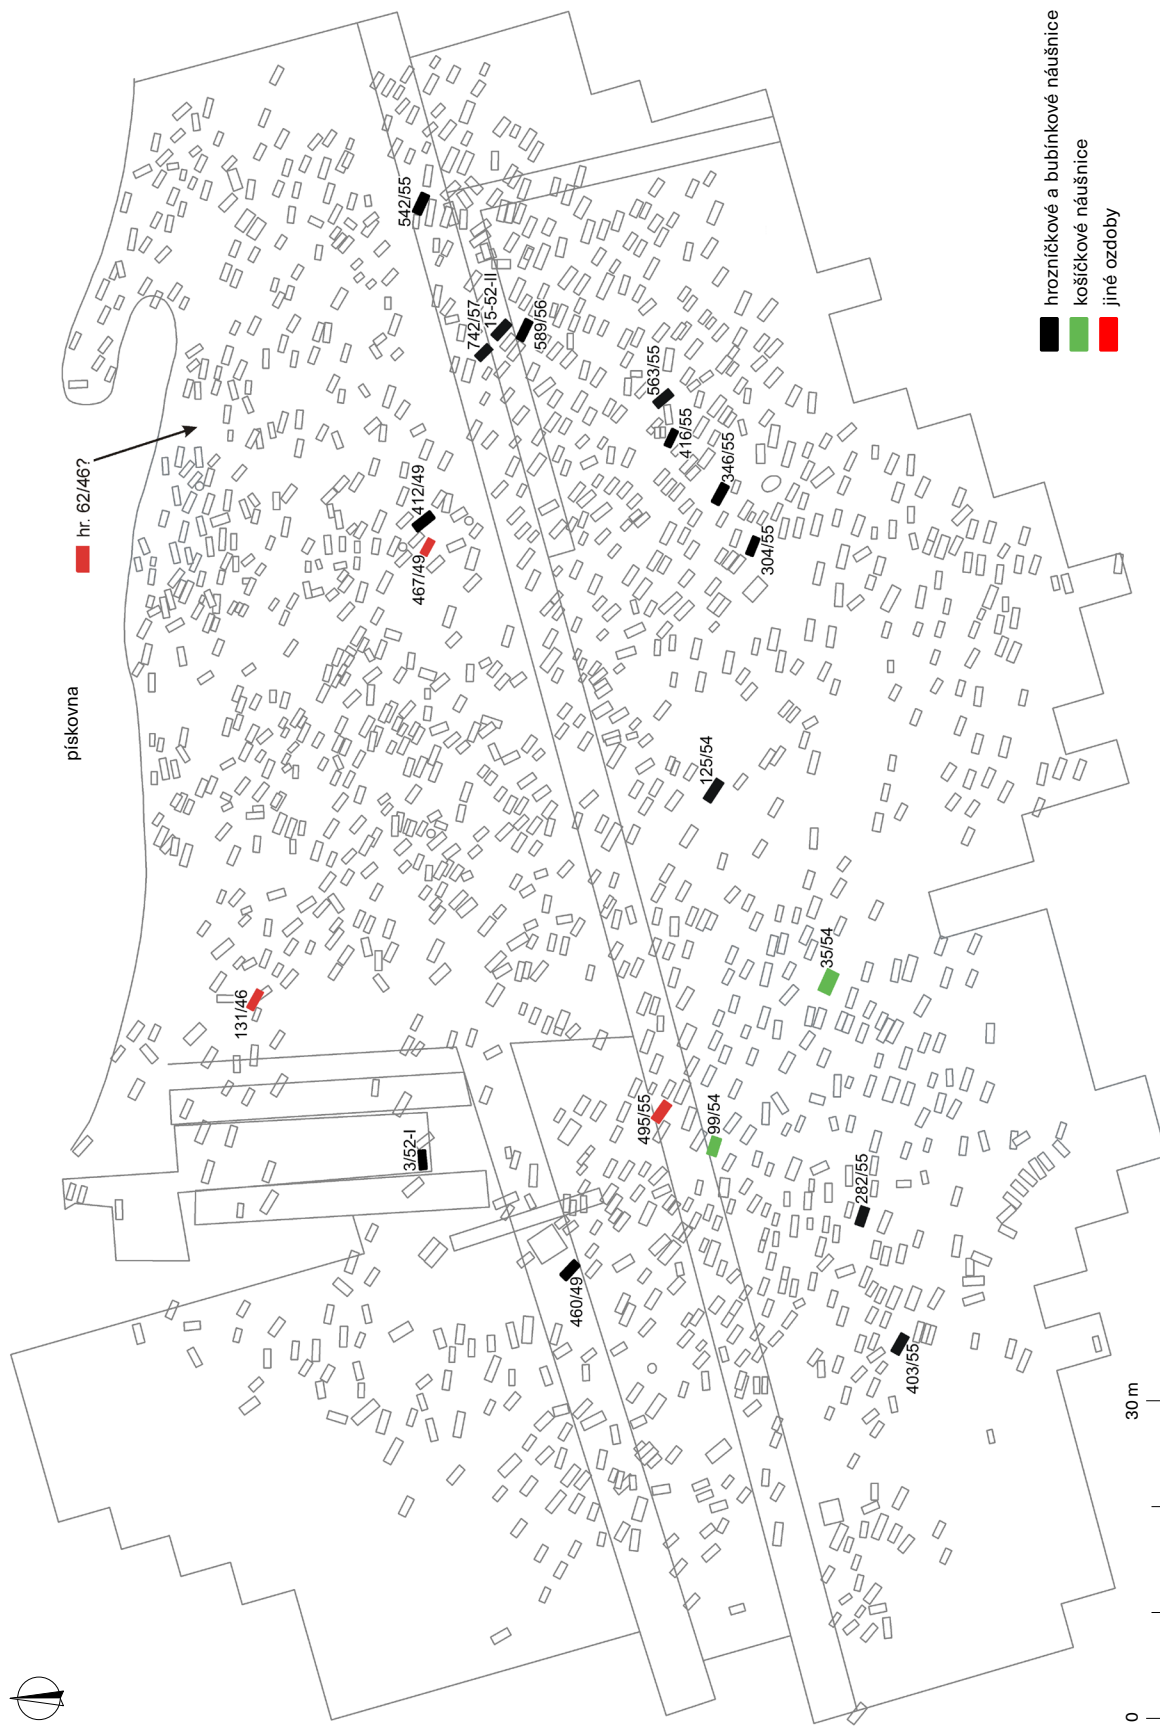 hrozníčkové a bubínkové náušnice
košíčkové náušnice
jiné ozdoby
hr. 62/46?
pískovna
542/55
742/57
15-52-II
589/56
563/55
416/55
346/55
304/55
412/49
467/49
125/54
131/46
35/54
495/55
99/54
3/52-I
282/55
460/49
403/55
0
30 m